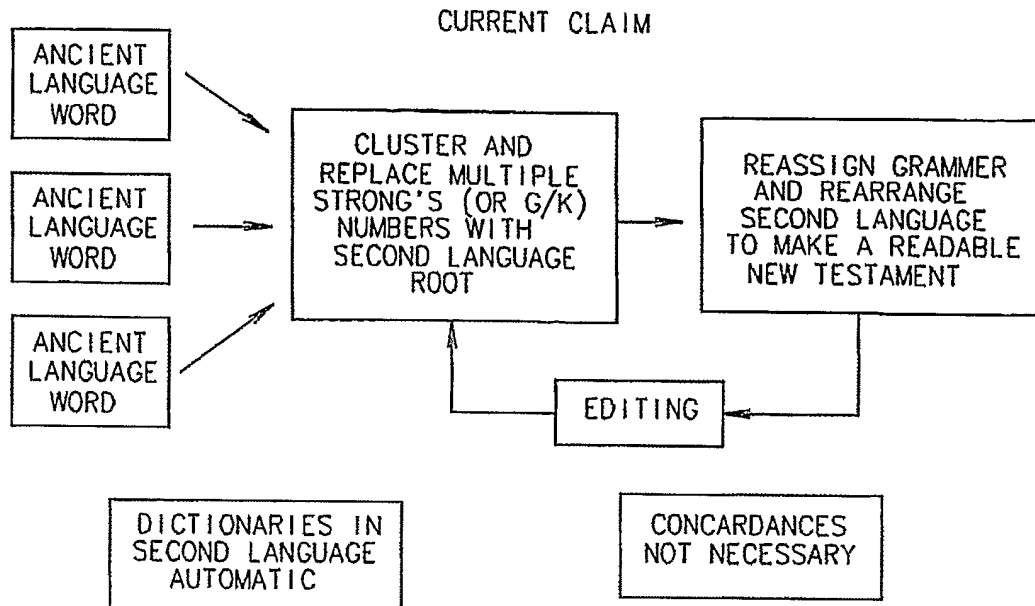 CURRENT CLAIM
ANCIENT
LANGUAGE
WORD
ANCIENT
LANGUAGE
WORD
ANCIENT
LANGUAGE
WORD
CLUSTER AND
REPLACE MULTIPLE
STRONG'S (OR G/K)
NUMBERS WITH
SECOND LANGUAGE
ROOT
REASSIGN GRAMMER
AND REARRANGE
SECOND LANGUAGE
TO MAKE A READABLE
NEW TESTAMENT
EDITING
DICTIONARIES IN
SECOND LANGUAGE
AUTOMATIC
CONCARDANCES
NOT NECESSARY